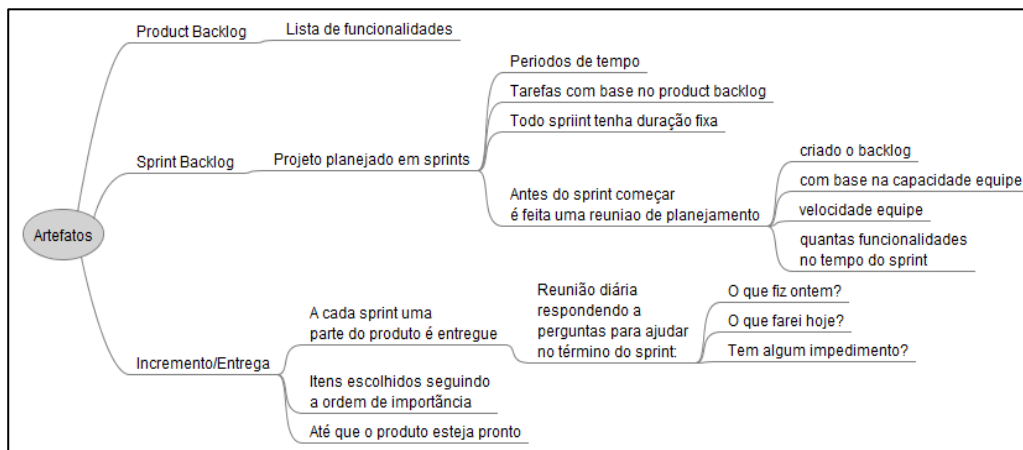 Artefatos
Product Backlog
Lista de funcionalidades
Sprint Backlog
Projeto planejado em sprints
Periodos de tempo
Tarefas com base no product backlog
Todo spriint tenha duração fixa
Antes do sprint começar
é feita uma reuniao de planejamento
criado o backlog
com base na capacidade equipe
velocidade equipe
quantas funcionalidades
no tempo do sprint
Incremento/Entrega
A cada sprint uma
parte do produto é entregue
Reunião diária
respondendo a
perguntas para ajudar
no término do sprint:
O que fiz ontem?
O que farei hoje?
Tem algum impedimento?
Itens escolhidos seguindo
a ordem de importãncia
Até que o produto esteja pronto